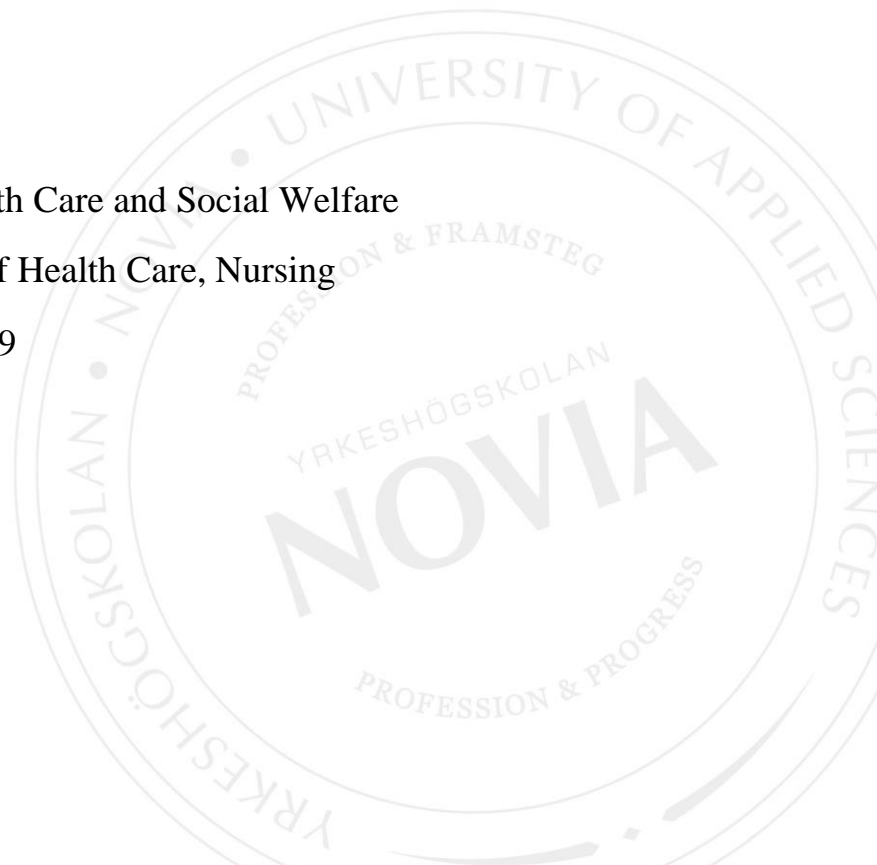 th Care and Social Welfare
f Health Care, Nursing
9
YRKESHÖGSKOLAN • NOVIA • UNIVERSITY OF APPLIED SCIENCES
PROFESSION & FRAMSTEG
YRKESHÖGSKOLAN
NOVIA
PROFESSION & PROGRESS